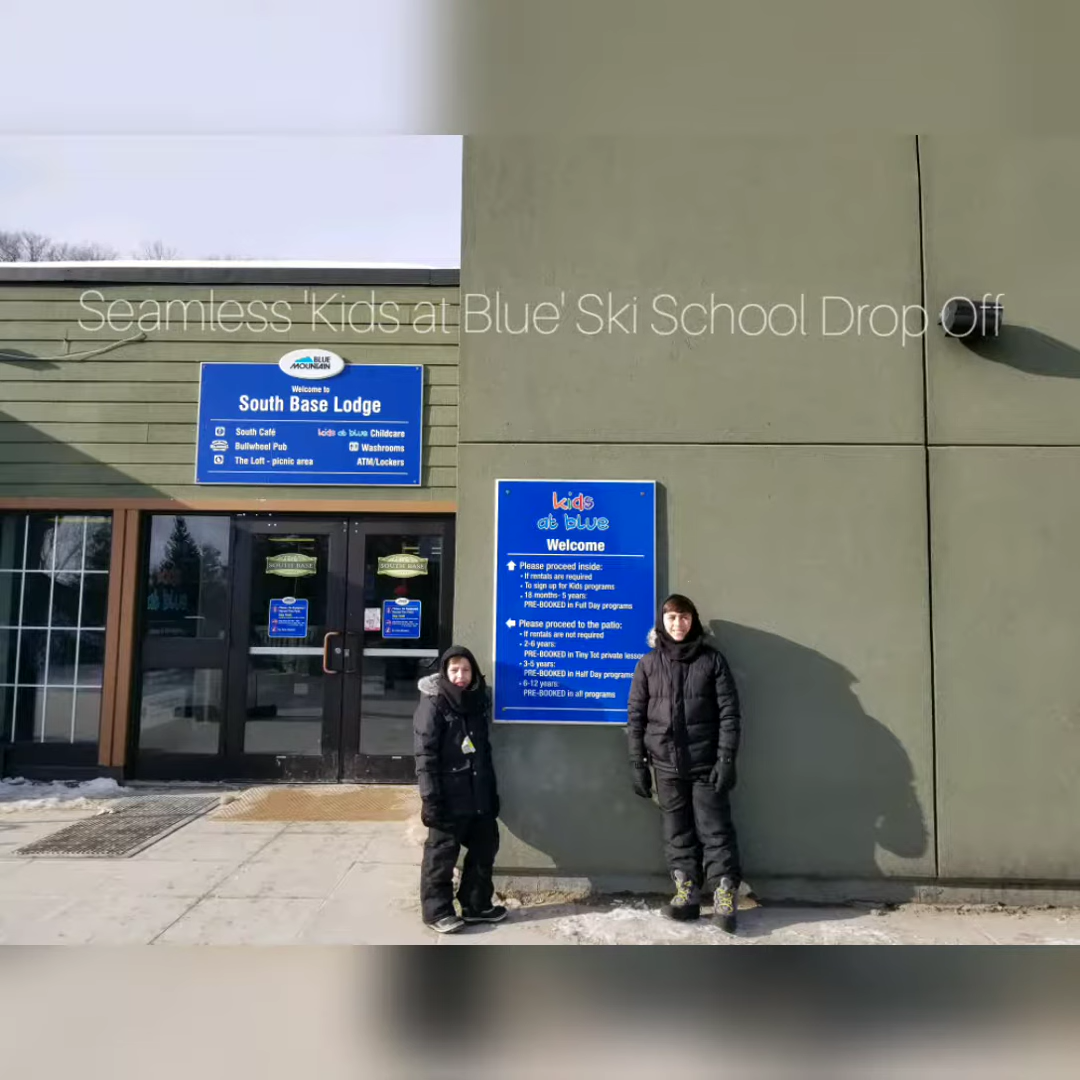 Seamless 'Kids at Blue' Ski School Drop Off
BLUE
MOUNTAIN
Welcome to
South Base Lodge
South Café
Bullwheel Pub
The Loft - picnic area
kids at blue Childcare
Washrooms
ATM/Lockers
SOUTH BASE
SOUTH BASE
kids
at blue
Welcome
Please proceed inside:
- If rentals are required
- To sign up for Kids programs
- 18 months- 5 years:
PRE-BOOKED in Full Day programs
Please proceed to the patio:
- If rentals are not required
- 2-6 years:
PRE-BOOKED in Tiny Tot private lesson
- 3-5 years:
PRE-BOOKED in Half Day programs
- 6-12 years:
PRE-BOOKED in all programs